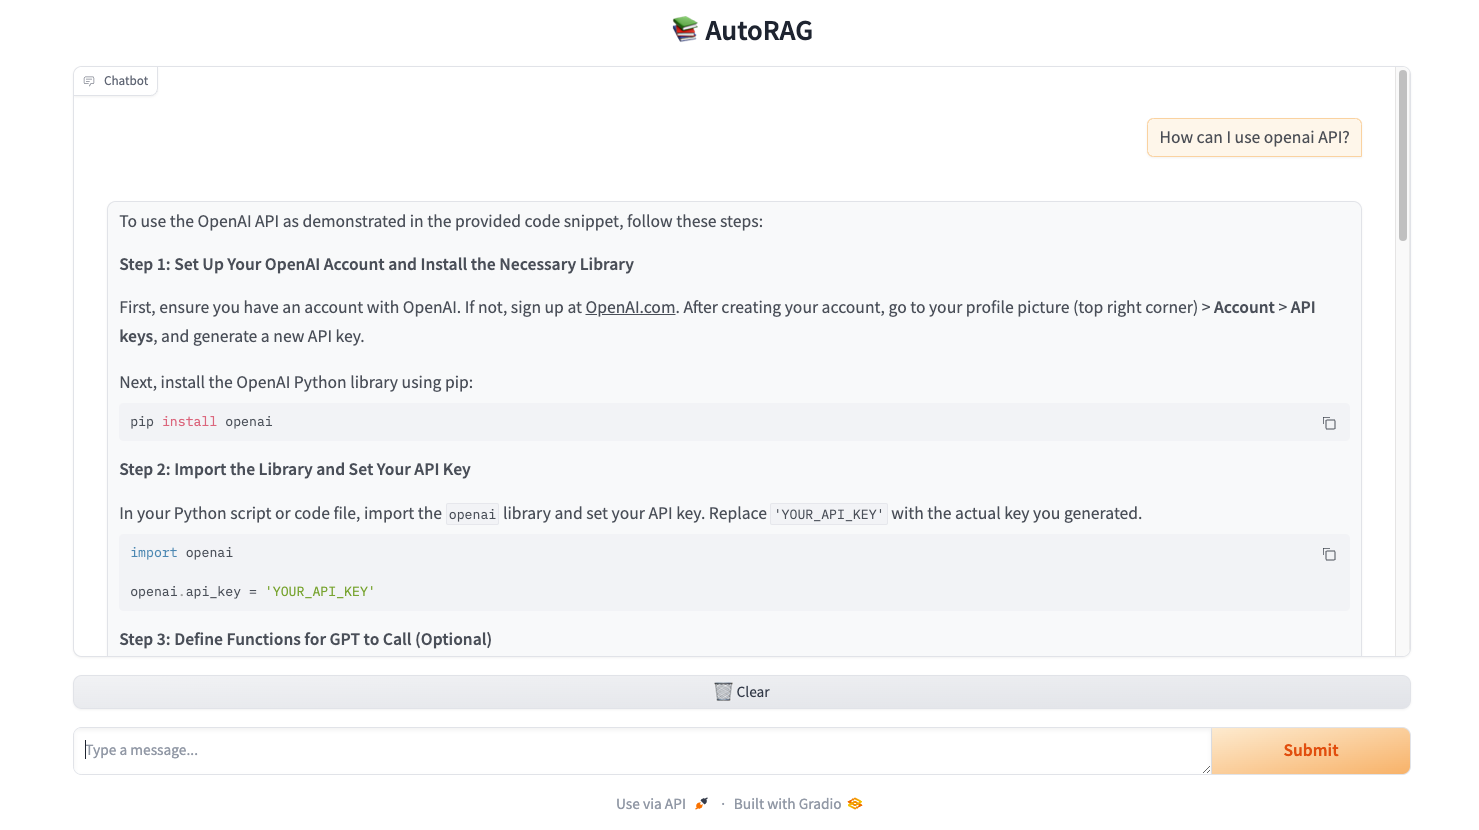 AutoRAG
Chatbot
How can I use openai API?
To use the OpenAI API as demonstrated in the provided code snippet, follow these steps:
Step 1: Set Up Your OpenAI Account and Install the Necessary Library
First, ensure you have an account with OpenAI. If not, sign up at OpenAI.com. After creating your account, go to your profile picture (top right corner) > Account > API
keys, and generate a new API key.
Next, install the OpenAI Python library using pip:
pip install openai
Step 2: Import the Library and Set Your API Key
In your Python script or code file, import the openai library and set your API key. Replace 'YOUR_API_KEY' with the actual key you generated.
import openai
openai.api_key = 'YOUR_API_KEY'
Step 3: Define Functions for GPT to Call (Optional)
Clear
Type a message...
Submit
Use via API · Built with Gradio